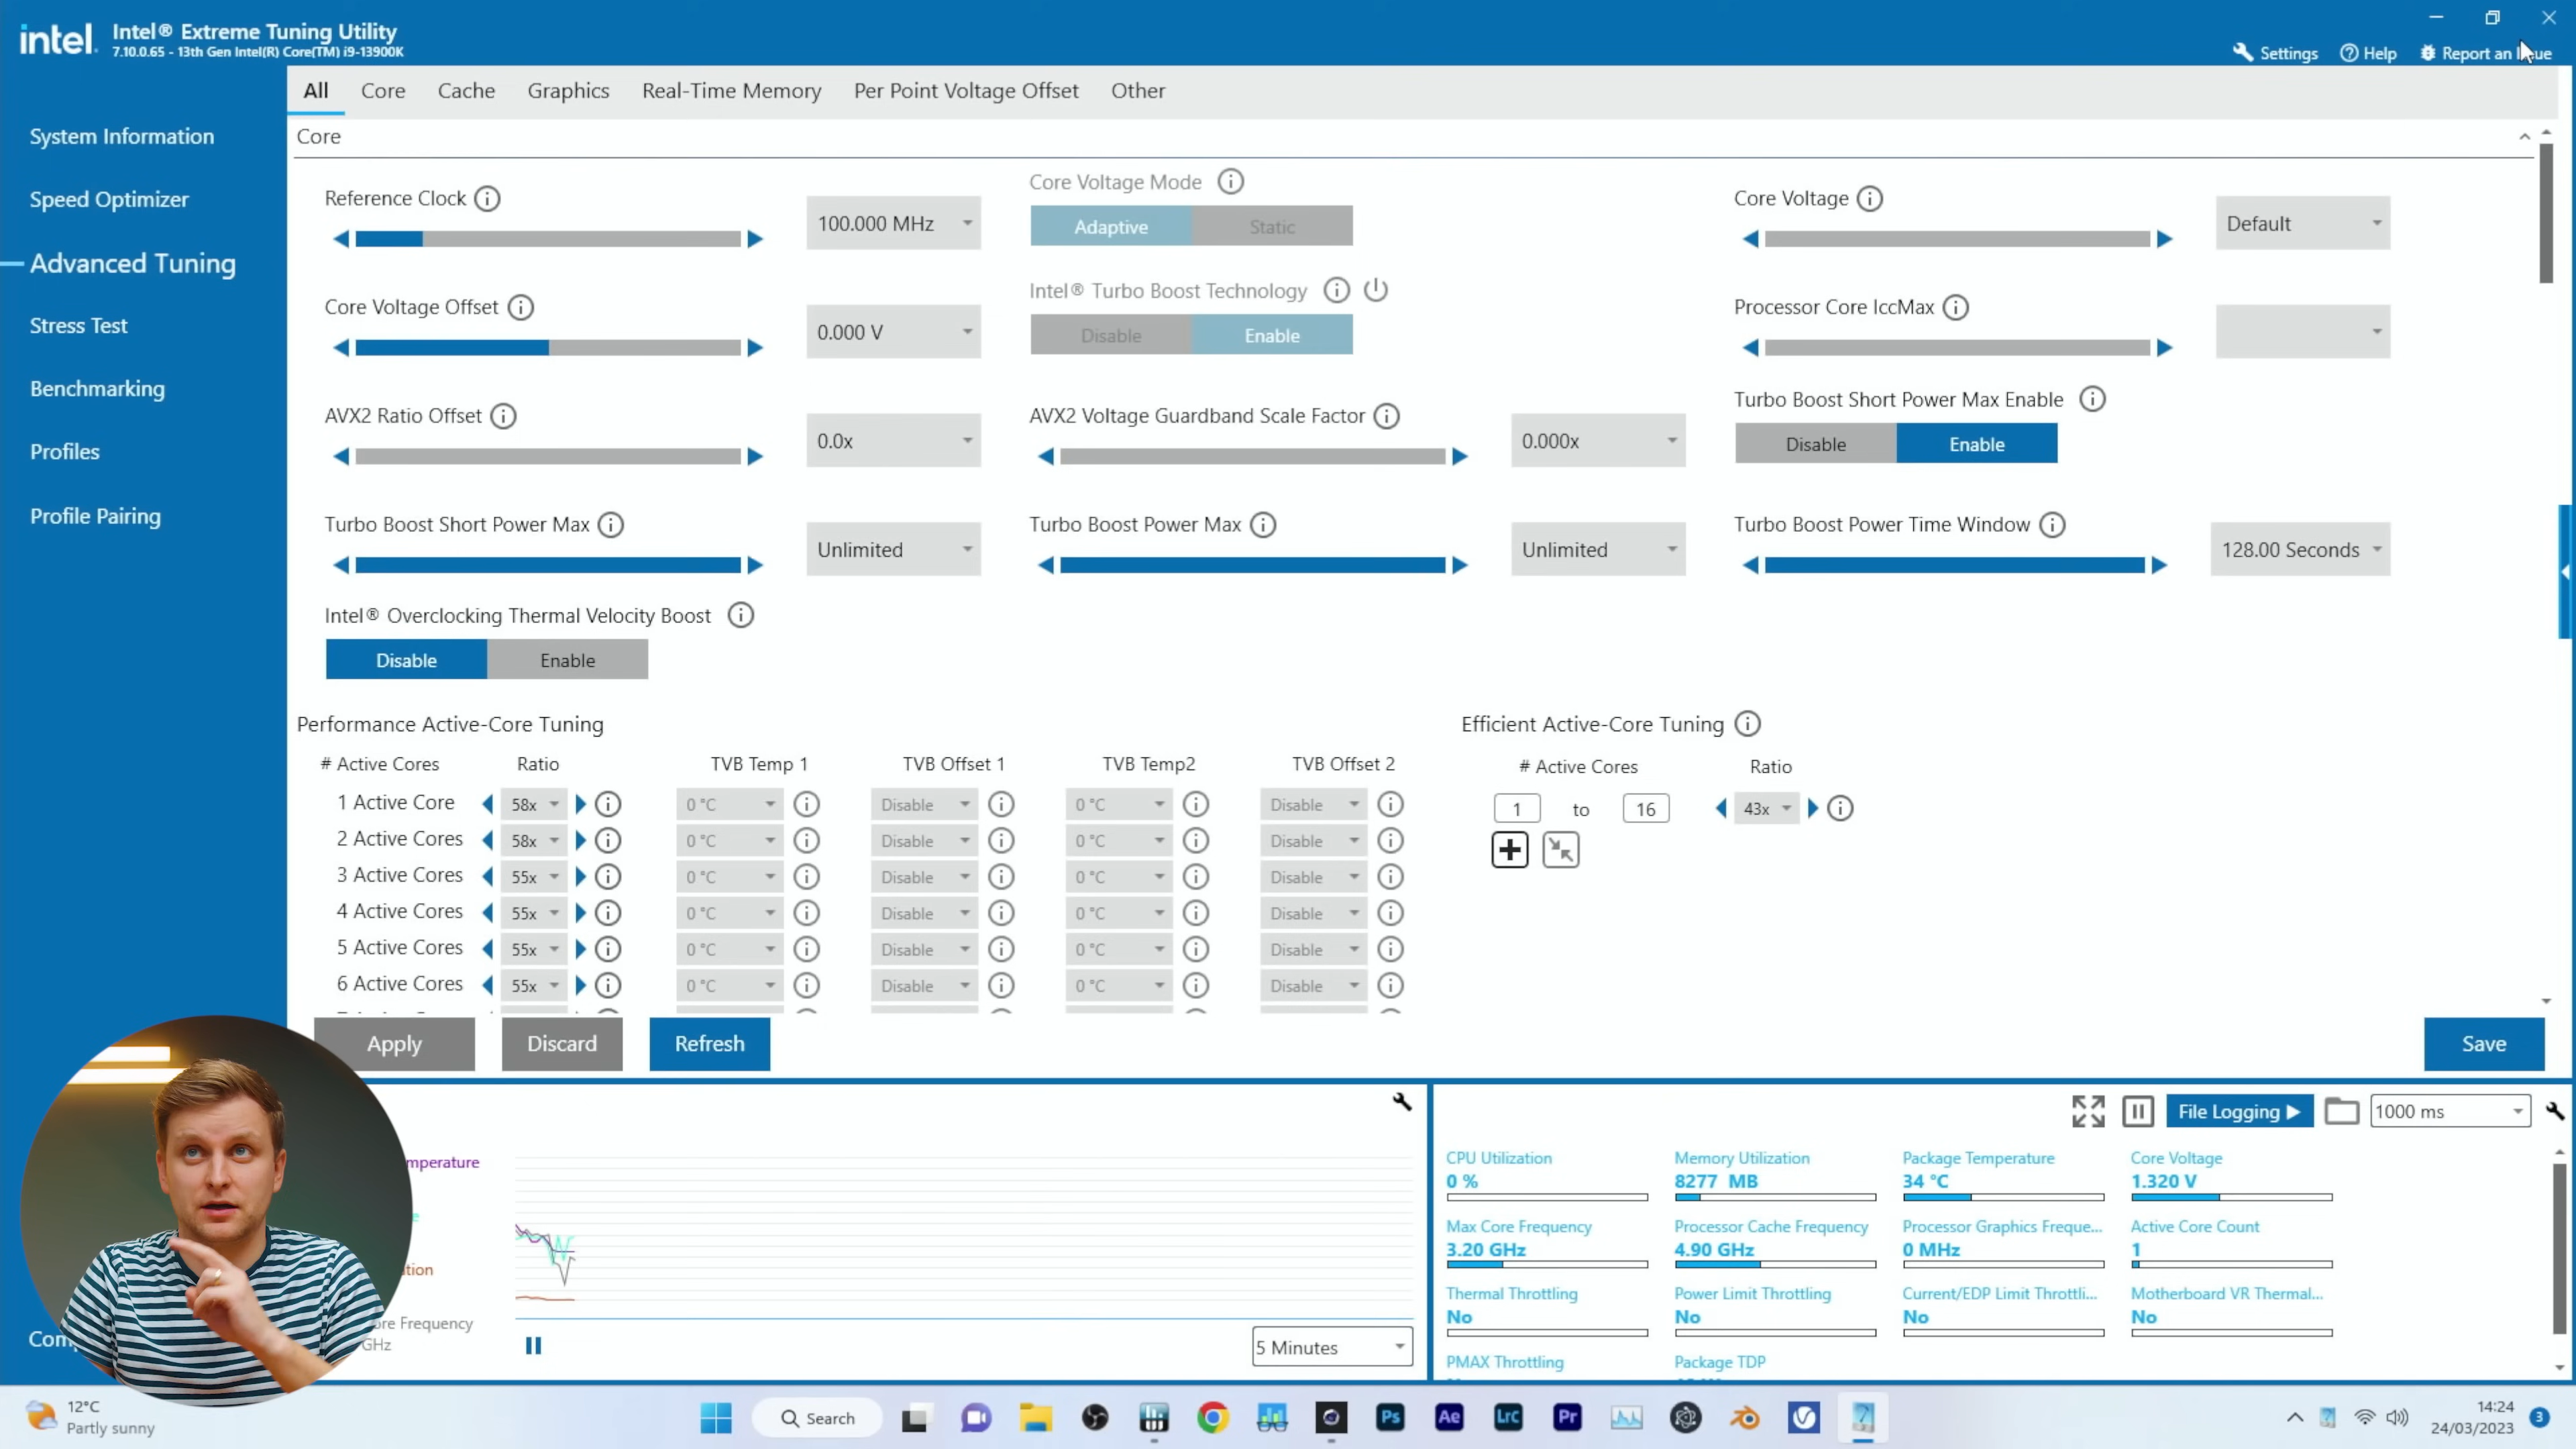 intel.
Intel® Extreme Tuning Utility
7.10.0.65 - 13th Gen Intel(R) Core(TM) i9-13900K
Settings Help Report an
System Information
Speed Optimizer
Advanced Tuning
Stress Test
Benchmarking
Profiles
Profile Pairing
All Core Cache Graphics Real-Time Memory Per Point Voltage Offset Other
Core
Reference Clock
100.000 MHz
Core Voltage Mode
Adaptive Static
Core Voltage
Default
Core Voltage Offset
0.000 V
Intel® Turbo Boost Technology
Disable Enable
Processor Core IccMax
AVX2 Ratio Offset
0.0x
AVX2 Voltage Guardband Scale Factor
0.000x
Turbo Boost Short Power Max Enable
Disable Enable
Turbo Boost Short Power Max
Unlimited
Turbo Boost Power Max
Unlimited
Turbo Boost Power Time Window
128.00 Seconds
Intel® Overclocking Thermal Velocity Boost
Disable Enable
Performance Active-Core Tuning
# Active Cores Ratio TVB Temp 1 TVB Offset 1 TVB Temp2 TVB Offset 2
1 Active Core 58x 0 °C Disable 0 °C Disable
2 Active Cores 58x 0 °C Disable 0 °C Disable
3 Active Cores 55x 0 °C Disable 0 °C Disable
4 Active Cores 55x 0 °C Disable 0 °C Disable
5 Active Cores 55x 0 °C Disable 0 °C Disable
6 Active Cores 55x 0 °C Disable 0 °C Disable
Efficient Active-Core Tuning
# Active Cores Ratio
1 to 16 43x
Apply Discard Refresh Save
mperature
tion
ore Frequency
GHz
5 Minutes
File Logging 1000 ms
CPU Utilization Memory Utilization Package Temperature Core Voltage
0 % 8277 MB 34 °C 1.320 V
Max Core Frequency Processor Cache Frequency Processor Graphics Freque... Active Core Count
3.20 GHz 4.90 GHz 0 MHz 1
Thermal Throttling Power Limit Throttling Current/EDP Limit Throttli... Motherboard VR Thermal...
No No No No
PMAX Throttling Package TDP
Com
12°C
Partly sunny
Search
Ps Ae Lrc Pr
14:24
24/03/2023
3